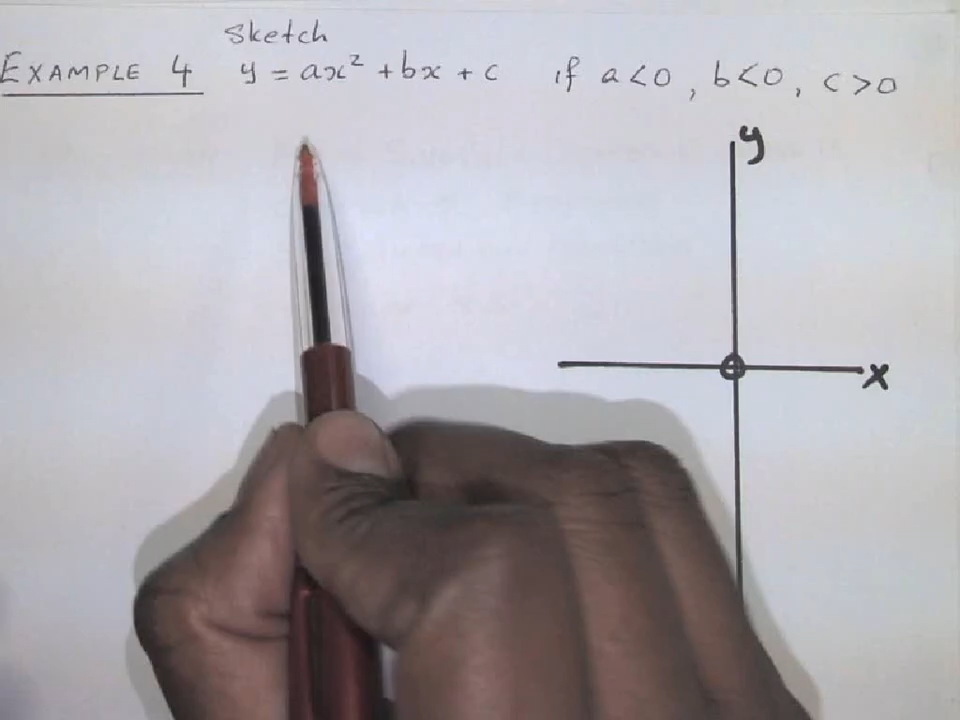 Sketch
EXAMPLE 4 y = ax² + bx + c if a < 0 , b < 0 , c > 0
y
x